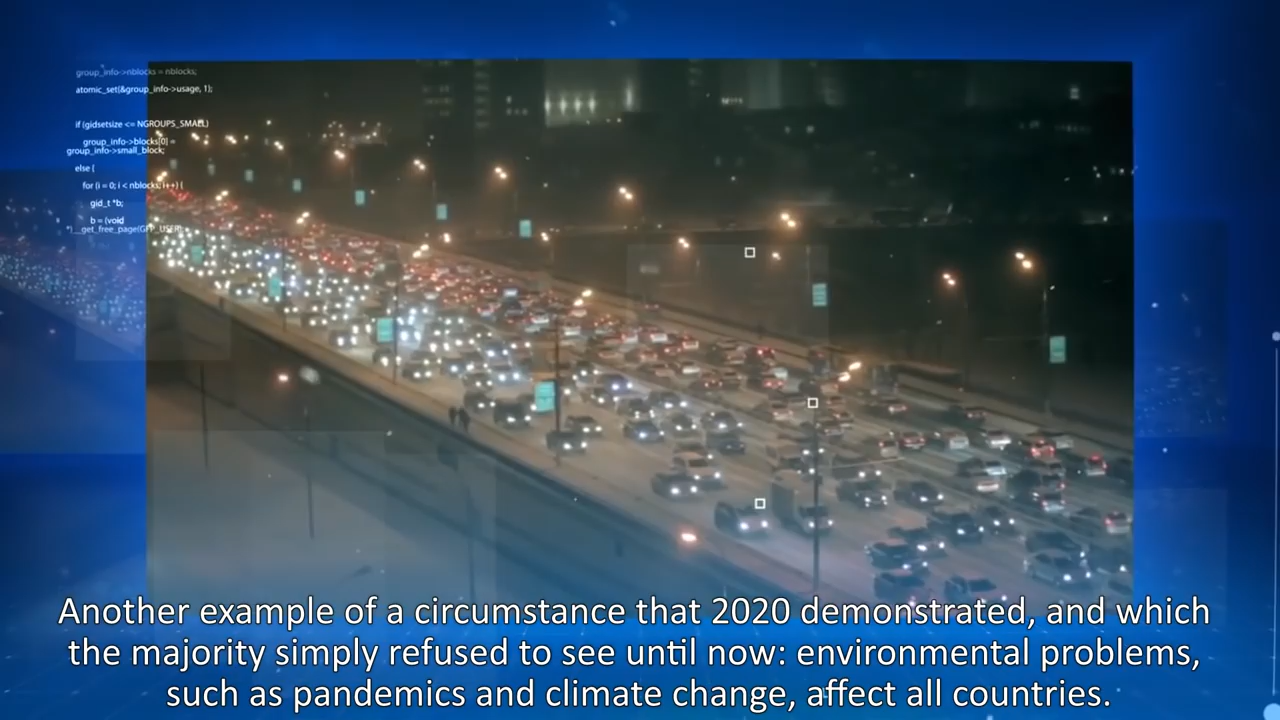 group_info->nblocks = nblocks;
atomic_set(&group_info->usage, 1);
if (gidsetsize <= NGROUPS_SMALL)
group_info->blocks[0] =
group_info->small_block;
else {
for (i = 0; i < nblocks; i++) {
gid_t *b;
b = (void
*)__get_free_page(GFP_USER);
Another example of a circumstance that 2020 demonstrated, and which
the majority simply refused to see until now: environmental problems,
such as pandemics and climate change, affect all countries.